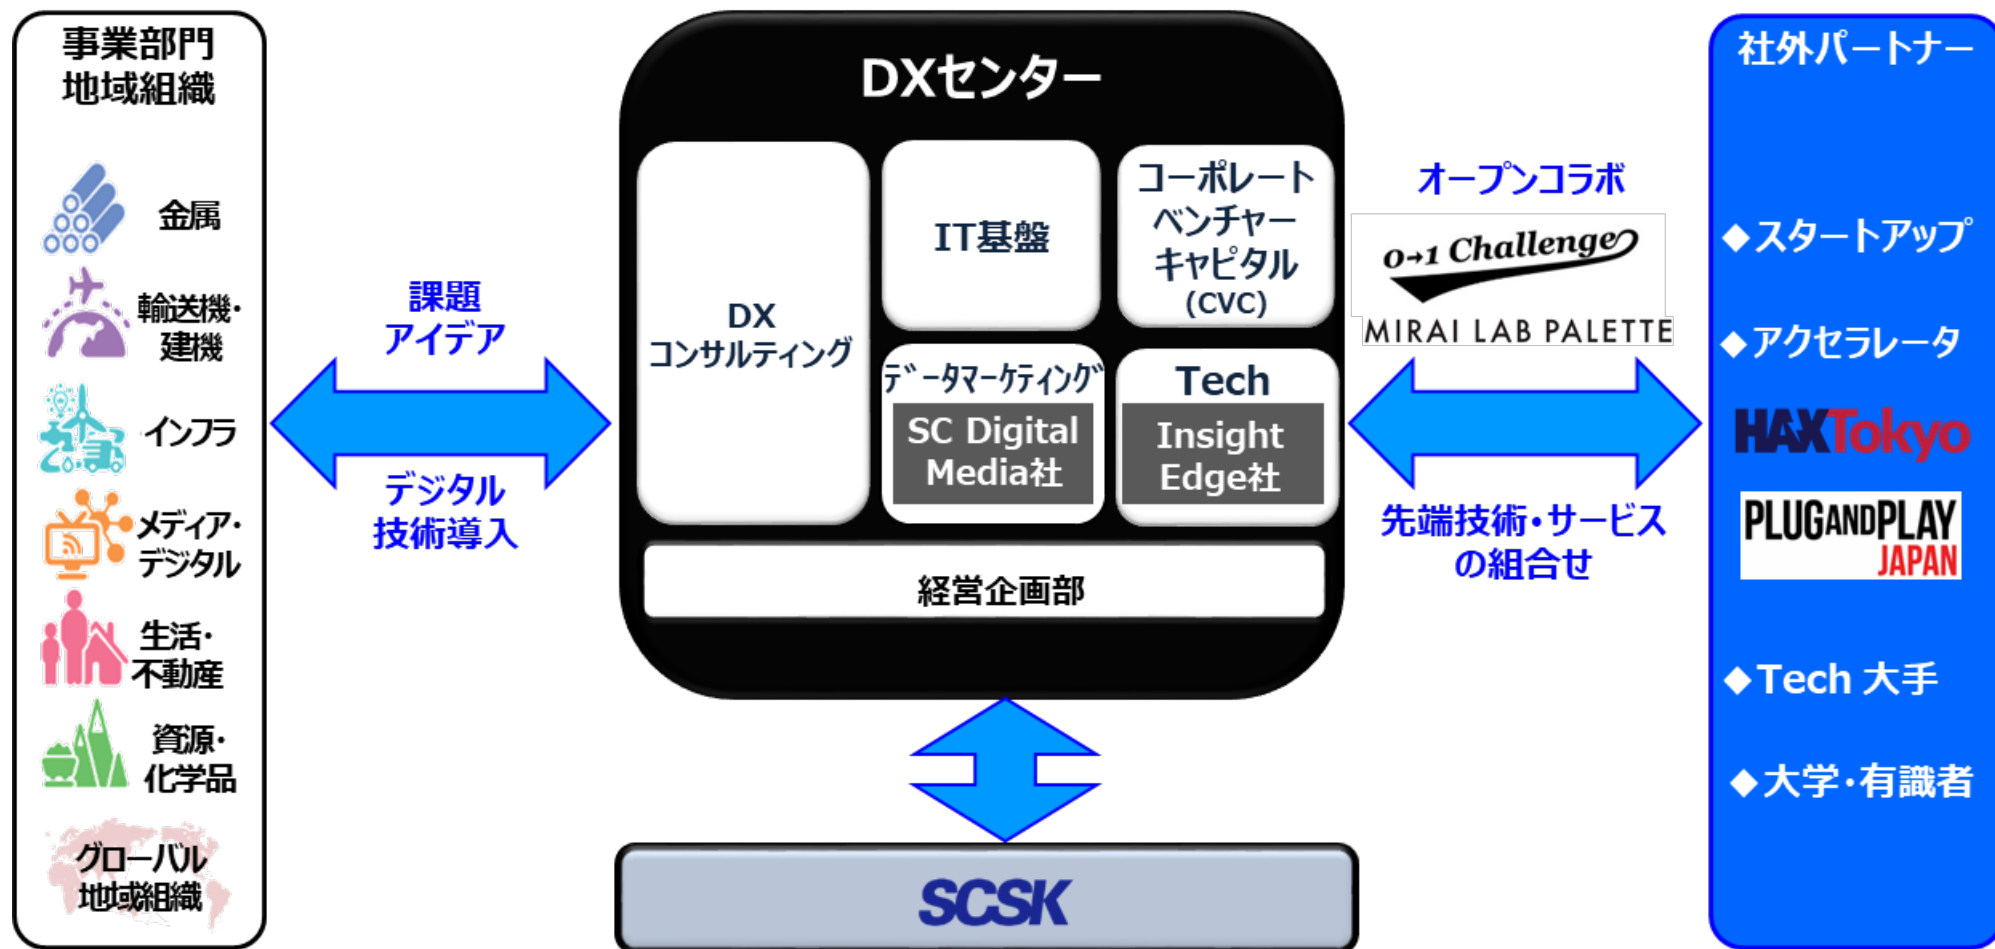 事業部門
地域組織
金属
輸送機・
建機
インフラ
メディア・
デジタル
生活・
不動産
資源・
化学品
グローバル
地域組織
課題
アイデア
デジタル
技術導入
DXセンター
DX
コンサルティング
IT基盤
コーポレート
ベンチャー
キャピタル
(CVC)
データマーケティング
SC Digital
Media社
Tech
Insight
Edge社
経営企画部
SCSK
オープンコラボ
0→1 Challenge
MIRAI LAB PALETTE
先端技術・サービス
の組合せ
社外パートナー
◆スタートアップ
◆アクセラレータ
HAXTokyo
PLUGANDPLAY
JAPAN
◆Tech 大手
◆大学・有識者